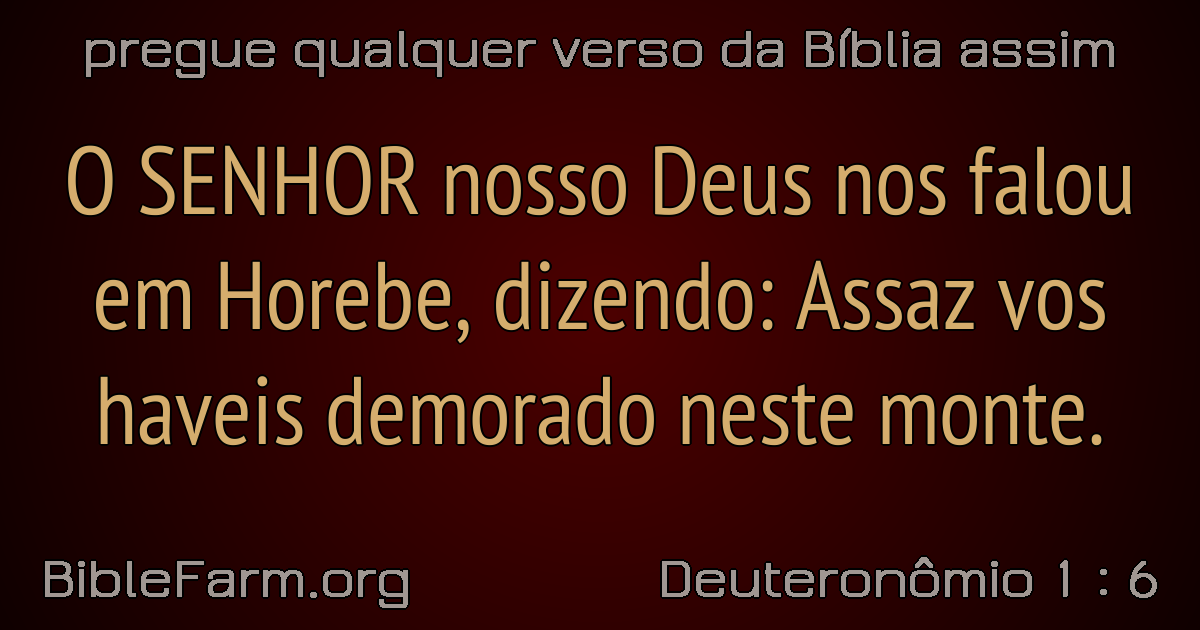 pregue qualquer verso da Bíblia assim
O SENHOR nosso Deus nos falou
em Horebe, dizendo: Assaz vos
haveis demorado neste monte.
BibleFarm.org
Deuteronômio 1 : 6